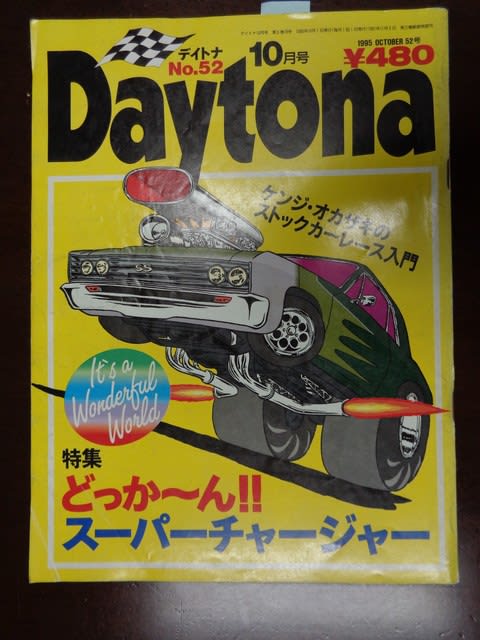 デイトナ
No.52
10月号
1995 OCTOBER 52号
¥480
Daytona
ケンジ・オカザキの
ストックカーレース入門
SS
It's a
Wonderful
World
特集
どっか〜ん!!
スーパーチャージャー